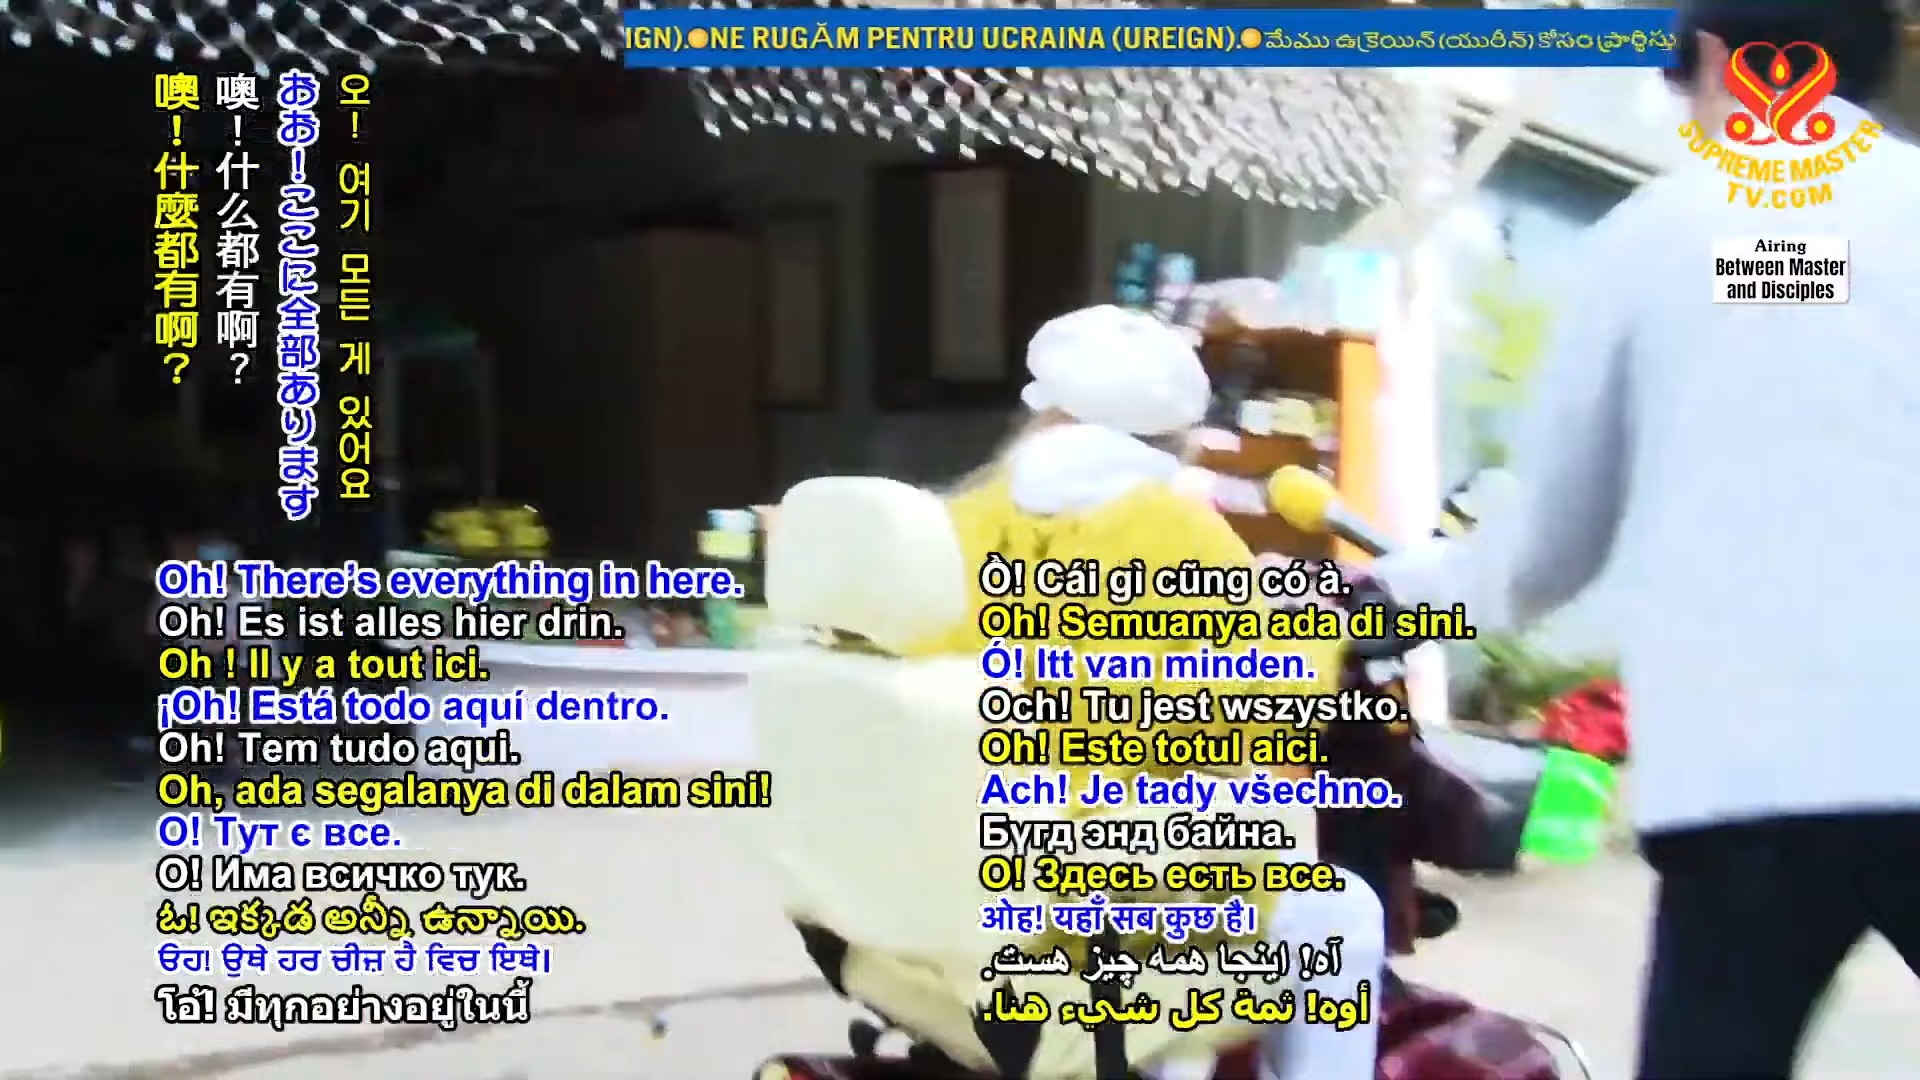 IGN).NE RUGĂM PENTRU UCRAINA (UREIGN).మేము ఉక్రెయిన్ (యురీన్) కోసం ప్రార్థిస్తు
SUPREME MASTER
TV.COM
Airing
Between Master
and Disciples
噢！什麼都有啊？
噢！什么都有啊？
おお！ここに全部あります
오! 여기 모든 게 있어요
Oh! There’s everything in here.
Oh! Es ist alles hier drin.
Oh ! Il y a tout ici.
¡Oh! Está todo aquí dentro.
Oh! Tem tudo aqui.
Oh, ada segalanya di dalam sini!
О! Тут є все.
О! Има всичко тук.
ఓ! ఇక్కడ అన్నీ ఉన్నాయి.
ਓਹ! ਉਥੇ ਹਰ ਚੀਜ਼ ਹੈ ਵਿਚ ਇਥੇ।
โอ้! มีทุกอย่างอยู่ในนี้
Ồ! Cái gì cũng có à.
Oh! Semuanya ada di sini.
Ó! Itt van minden.
Och! Tu jest wszystko.
Oh! Este totul aici.
Ach! Je tady všechno.
Бүгд энд байна.
О! Здесь есть все.
ओह! यहाँ सब कुछ है।
آه! اینجا همه چیز هست.
أوه! ثمة كل شيء هنا.